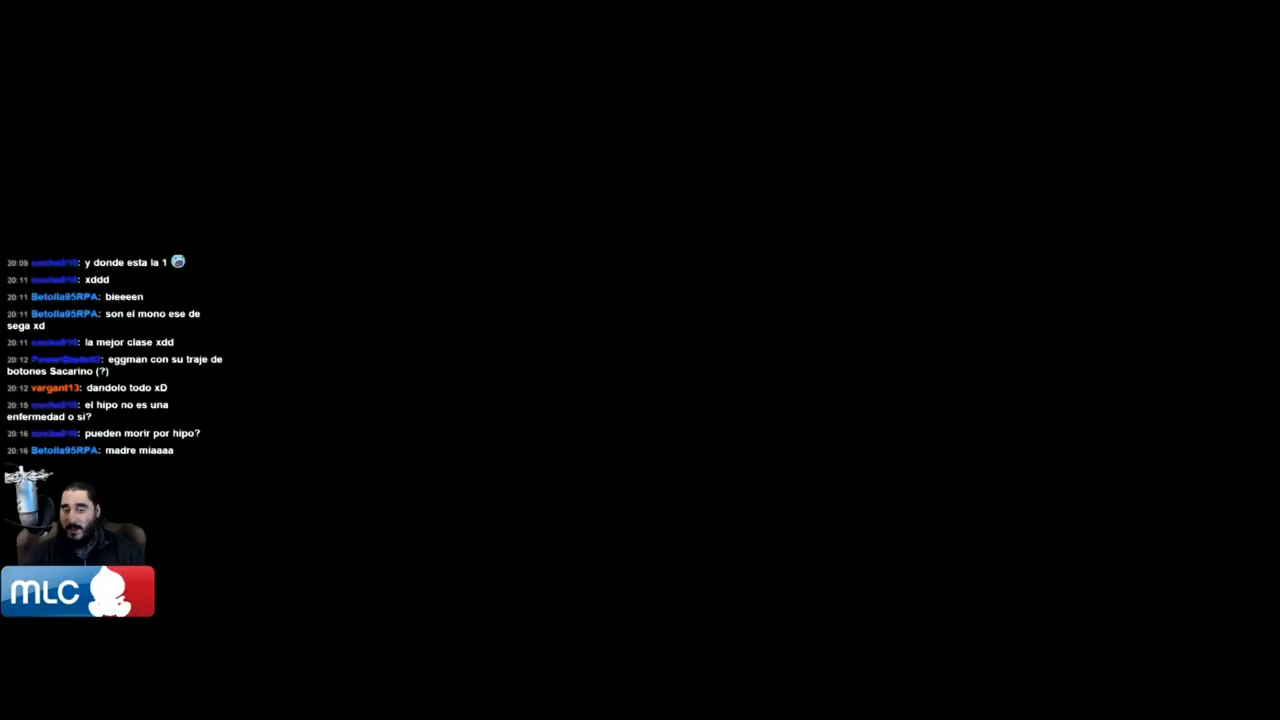 20:09 : y donde esta la 1
20:11 : xddd
20:11 Betolla95RPA: bieeeen
20:11 Betolla95RPA: son el mono ese de
sega xd
20:11 : la mejor clase xdd
20:12 : eggman con su traje de
botones Sacarino (?)
20:12 vargant13: dandolo todo xD
20:15 : el hipo no es una
enfermedad o si?
20:16 : pueden morir por hipo?
20:16 Betolla95RPA: madre miaaaa
MLC